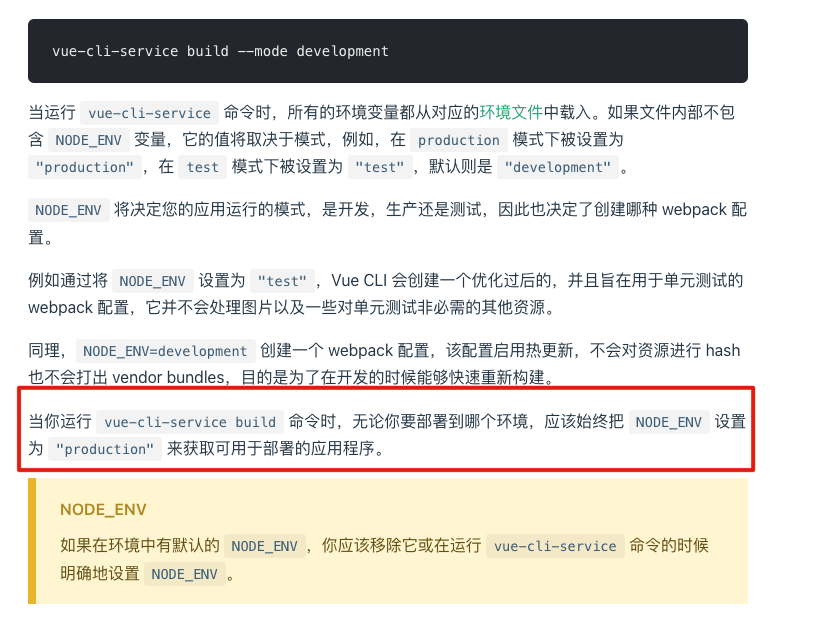 vue-cli-service build --mode development
当运行 vue-cli-service 命令时，所有的环境变量都从对应的环境文件中载入。如果文件内部不包
含 NODE_ENV 变量，它的值将取决于模式，例如，在 production 模式下被设置为
"production"，在 test 模式下被设置为 "test"，默认则是 "development"。
NODE_ENV 将决定您的应用运行的模式，是开发，生产还是测试，因此也决定了创建哪种 webpack 配
置。
例如通过将 NODE_ENV 设置为 "test"，Vue CLI 会创建一个优化过后的，并且旨在用于单元测试的
webpack 配置，它并不会处理图片以及一些对单元测试非必需的其他资源。
同理，NODE_ENV=development 创建一个 webpack 配置，该配置启用热更新，不会对资源进行 hash
也不会打出 vendor bundles，目的是为了在开发的时候能够快速重新构建。
当你运行 vue-cli-service build 命令时，无论你要部署到哪个环境，应该始终把 NODE_ENV 设置
为 "production" 来获取可用于部署的应用程序。
NODE_ENV
如果在环境中有默认的 NODE_ENV，你应该移除它或在运行 vue-cli-service 命令的时候
明确地设置 NODE_ENV。